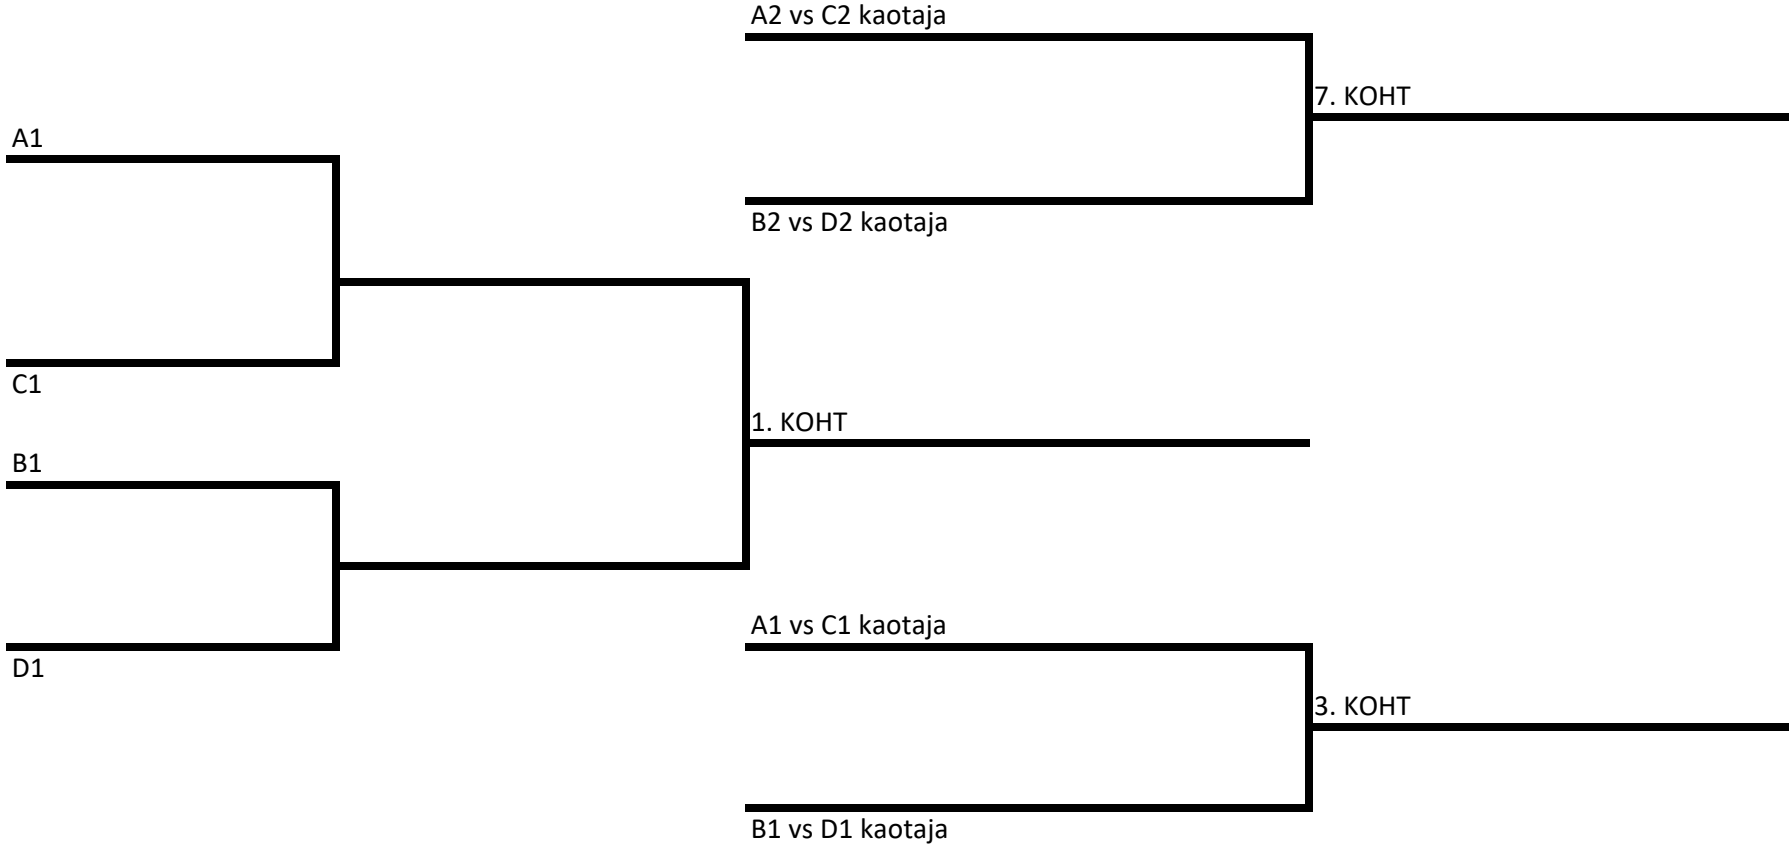 A2 vs C2 kaotaja
7. KOHT
A1
B2 vs D2 kaotaja
C1
1. KOHT
B1
A1 vs C1 kaotaja
D1
3. KOHT
B1 vs D1 kaotaja